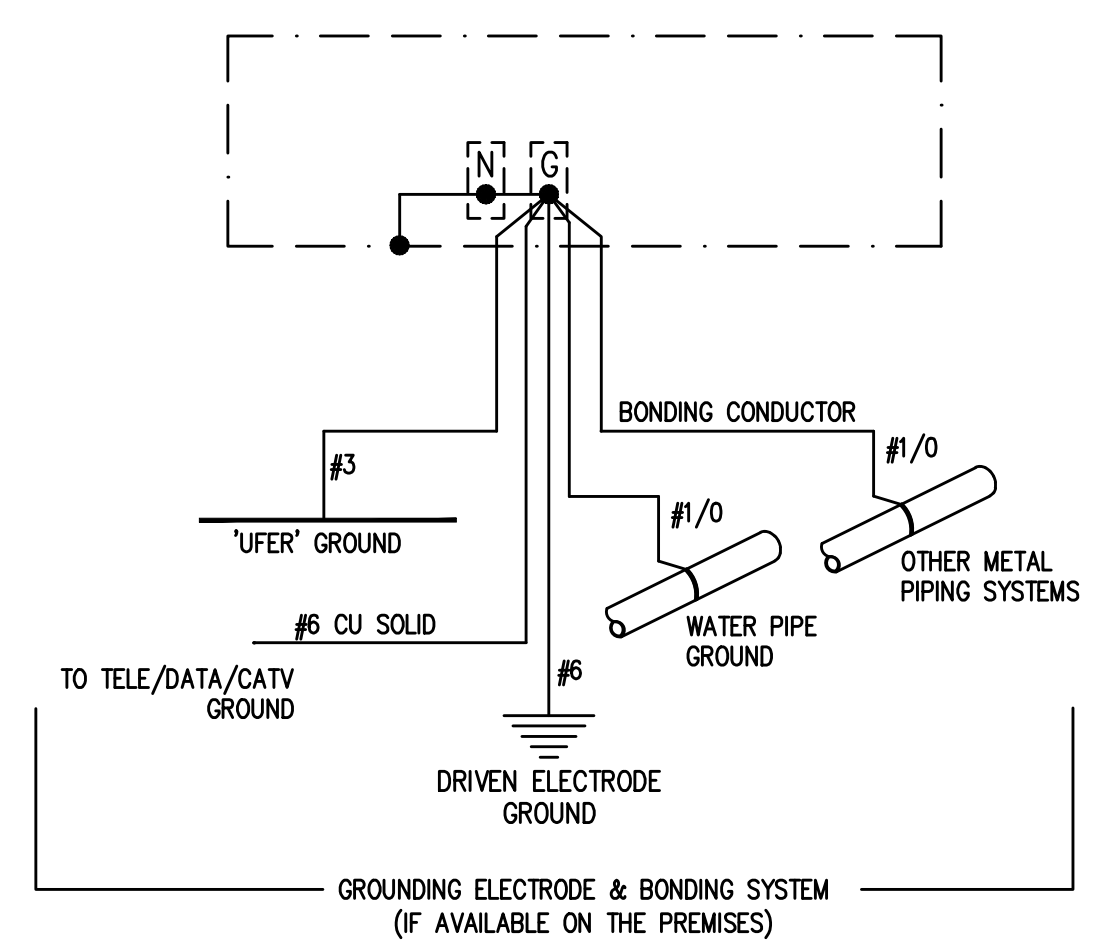 N G
BONDING CONDUCTOR
#1/0
#3
#1/0
'UFER' GROUND
OTHER METAL
PIPING SYSTEMS
#6 CU SOLID
WATER PIPE
GROUND
TO TELE/DATA/CATV
GROUND
#6
DRIVEN ELECTRODE
GROUND
GROUNDING ELECTRODE & BONDING SYSTEM
(IF AVAILABLE ON THE PREMISES)